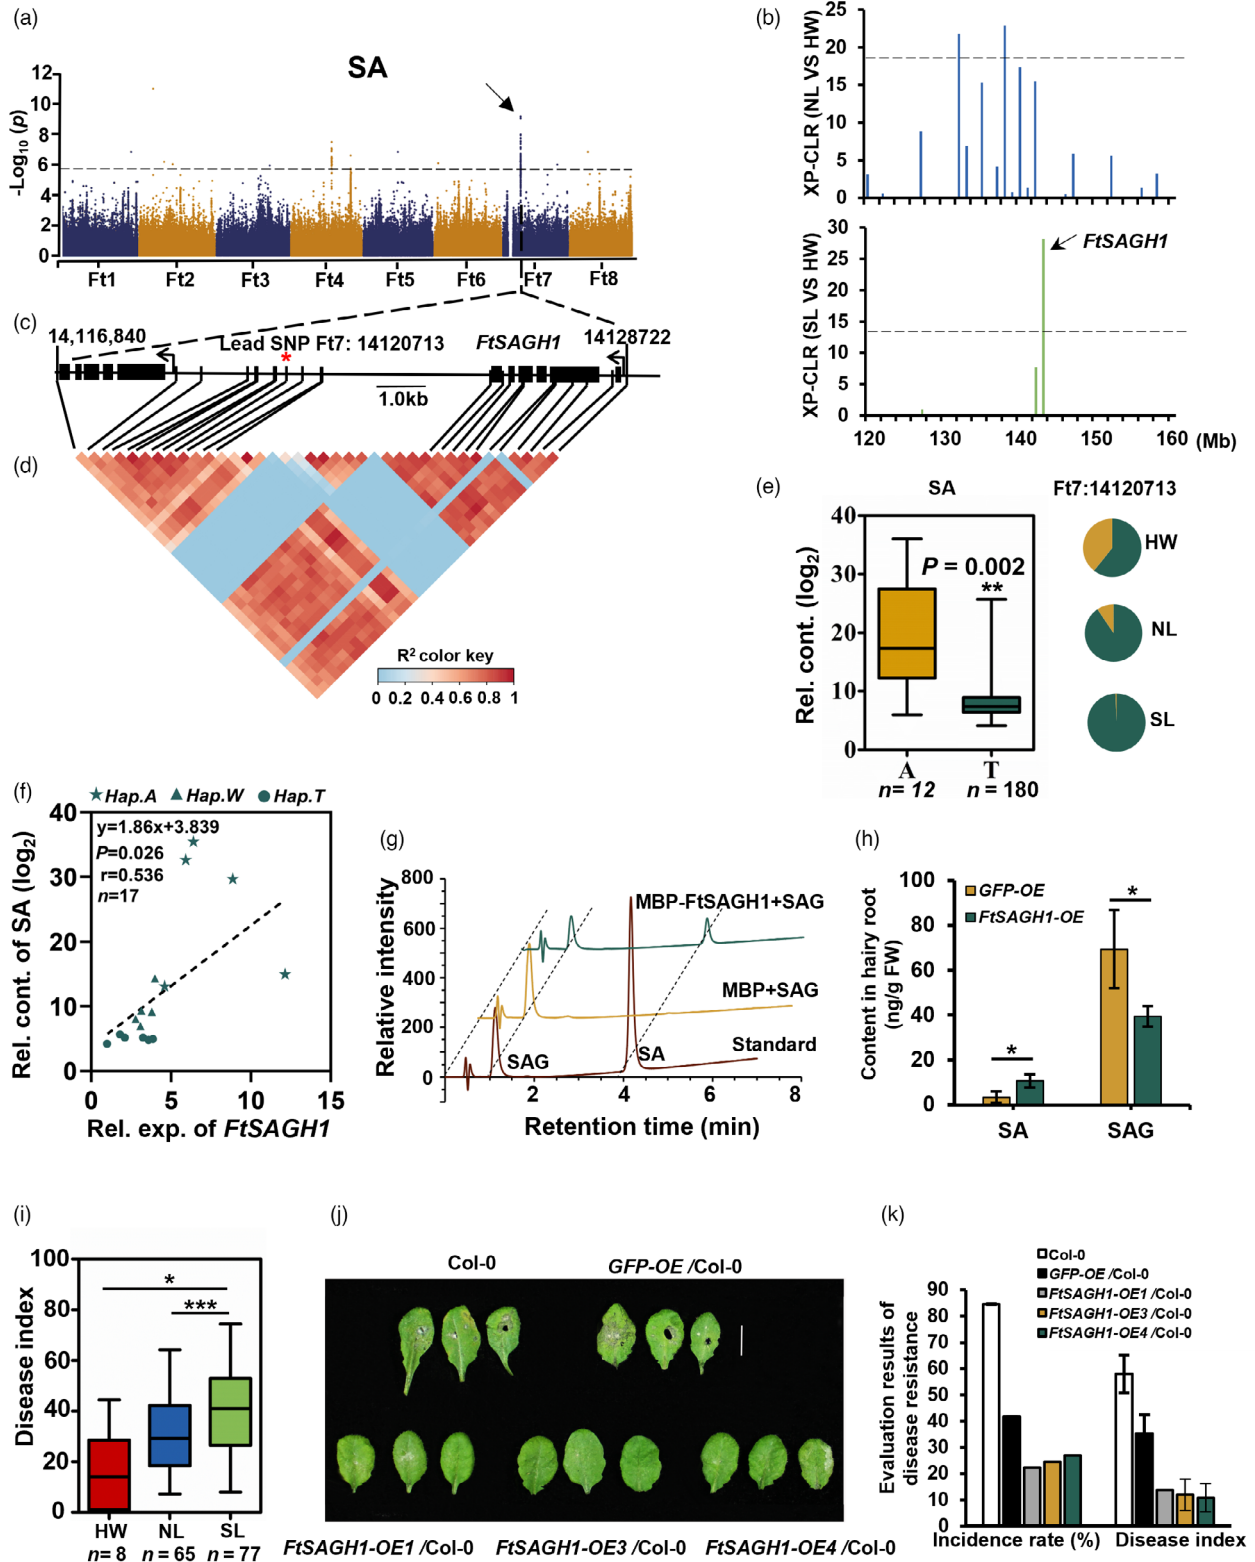 (a)
SA
-Log10 (p)
12
10
8
6
4
2
0
Ft1 Ft2 Ft3 Ft4 Ft5 Ft6 Ft7 Ft8
(b)
XP-CLR (NL VS HW)
25
20
15
10
5
0
XP-CLR (SL VS HW)
30
25
20
15
10
5
0
FtSAGH1
120 130 140 150 160 (Mb)
(c)
14,116,840
Lead SNP Ft7: 14120713
*
FtSAGH1
14128722
1.0kb
(d)
R2 color key
0 0.2 0.4 0.6 0.8 1
(e)
SA
Ft7:14120713
Rel. cont. (log2)
40
30
20
10
0
P = 0.002
**
A T
n= 12 n = 180
HW
NL
SL
(f)
Hap.A Hap.W Hap.T
y=1.86x+3.839
P=0.026
r=0.536
n=17
Rel. cont. of SA (log2)
40
30
20
10
0
0 5 10 15
Rel. exp. of FtSAGH1
(g)
Relative intensity
800
600
400
200
0
MBP-FtSAGH1+SAG
MBP+SAG
Standard
SAG
SA
2 4 6 8
Retention time (min)
(h)
Content in hairy root
(ng/g FW)
100
80
60
40
20
0
GFP-OE
FtSAGH1-OE
*
*
SA SAG
(i)
Disease index
100
80
60
40
20
0
*
***
HW NL SL
n= 8 n = 65 n = 77
(j)
Col-0 GFP-OE /Col-0
FtSAGH1-OE1 /Col-0 FtSAGH1-OE3 /Col-0 FtSAGH1-OE4 /Col-0
(k)
Col-0
GFP-OE /Col-0
FtSAGH1-OE1 /Col-0
FtSAGH1-OE3 /Col-0
FtSAGH1-OE4 /Col-0
Evaluation results of
disease resistance
90
80
70
60
50
40
30
20
10
0
Incidence rate (%) Disease index